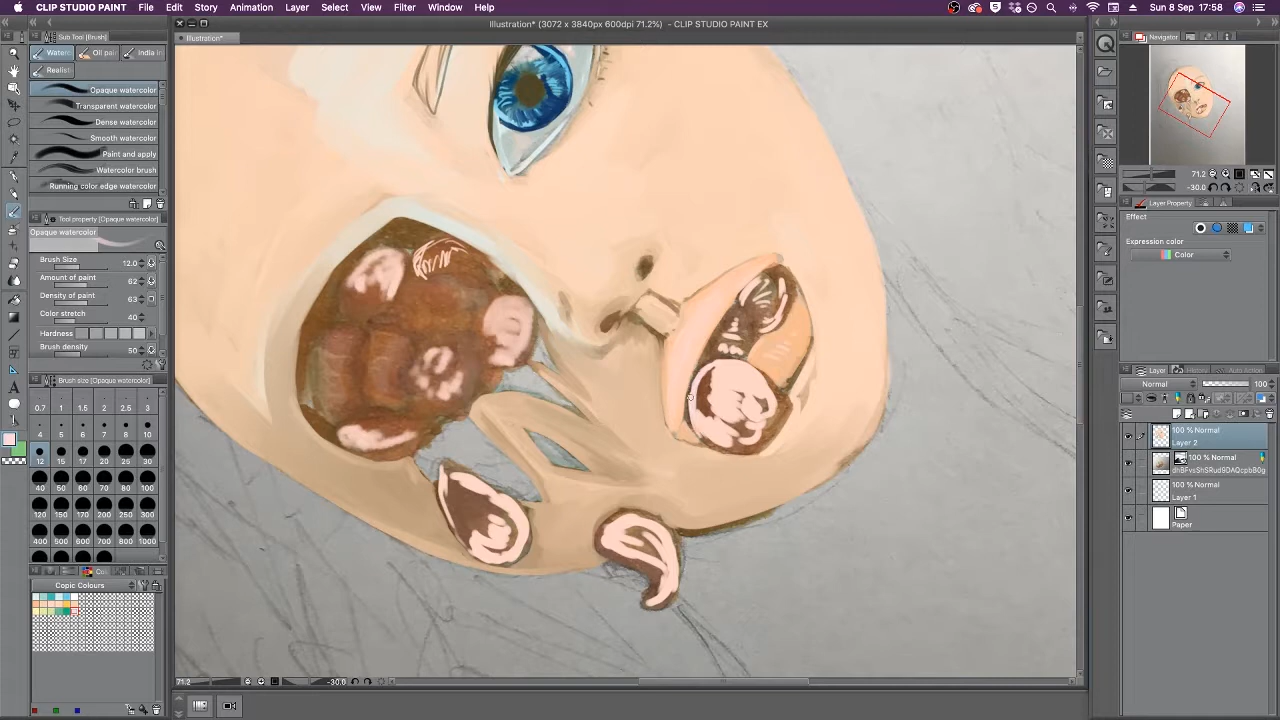 CLIP STUDIO PAINT File Edit Story Animation Layer Select View Filter Window Help Sun 8 Sep 17:58
Illustration* (3072 x 3840px 600dpi 71.2%) - CLIP STUDIO PAINT EX
Illustration*
Sub Tool [Brush]
Waterc Oil pai India in
Realist
Opaque watercolor
Transparent watercolor
Dense watercolor
Smooth watercolor
Paint and apply
Watercolor brush
Running color edge watercolor
Tool property [Opaque watercolor]
Opaque watercolor
Brush Size 12.0
Amount of paint 62
Density of paint 63
Color stretch 40
Hardness
Brush density 50
Brush size [Opaque watercolor]
0.7 1 1.5 2 2.5 3
4 5 6 7 8 10
12 15 17 20 25 30
40 50 60 70 80 100
120 150 170 200 250 300
400 500 600 700 800 1000
Copic Colours
71.2 -30.0
Navigator
71.2
-30.0
Layer Property
Effect
Expression color
Color
Layer History Auto Action
Normal 100
100 % Normal
Layer 2
100 % Normal
100 % Normal
Layer 1
Paper